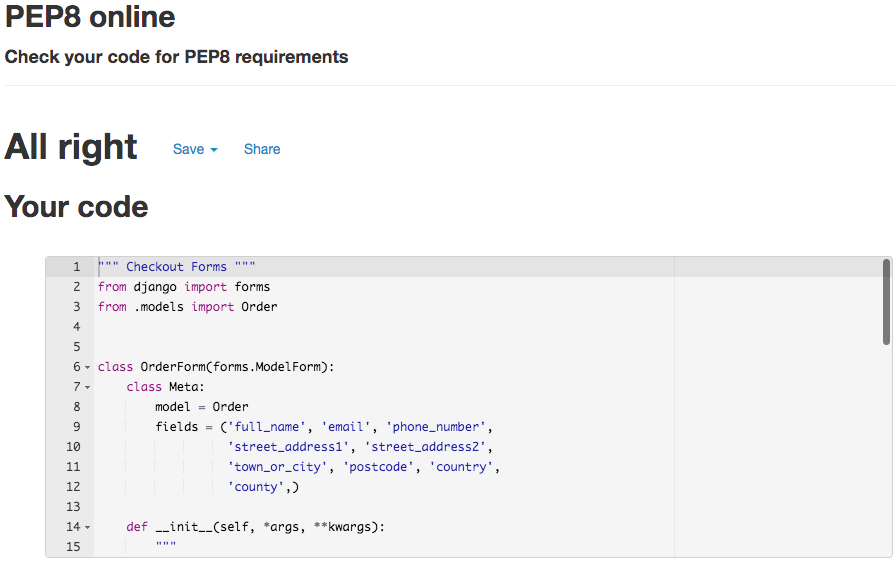 PEP8 online
Check your code for PEP8 requirements
All right Save Share
Your code
1 """ Checkout Forms """
2 from django import forms
3 from .models import Order
4
5
6 class OrderForm(forms.ModelForm):
7     class Meta:
8         model = Order
9         fields = ('full_name', 'email', 'phone_number',
10                   'street_address1', 'street_address2',
11                   'town_or_city', 'postcode', 'country',
12                   'county',)
13
14     def __init__(self, *args, **kwargs):
15         """